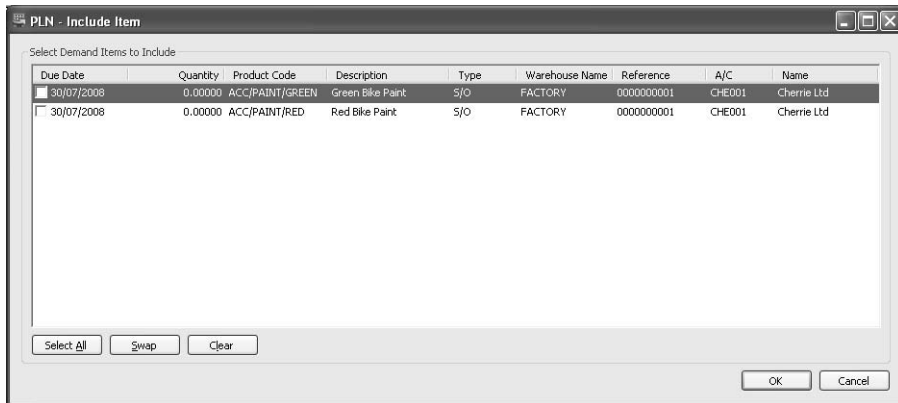 PLN - Include Item
Select Demand Items to Include
Due Date Quantity Product Code Description Type Warehouse Name Reference A/C Name
30/07/2008 0.00000 ACC/PAINT/GREEN Green Bike Paint S/O FACTORY 0000000001 CHE001 Cherrie Ltd
30/07/2008 0.00000 ACC/PAINT/RED Red Bike Paint S/O FACTORY 0000000001 CHE001 Cherrie Ltd
Select All Swap Clear
OK Cancel